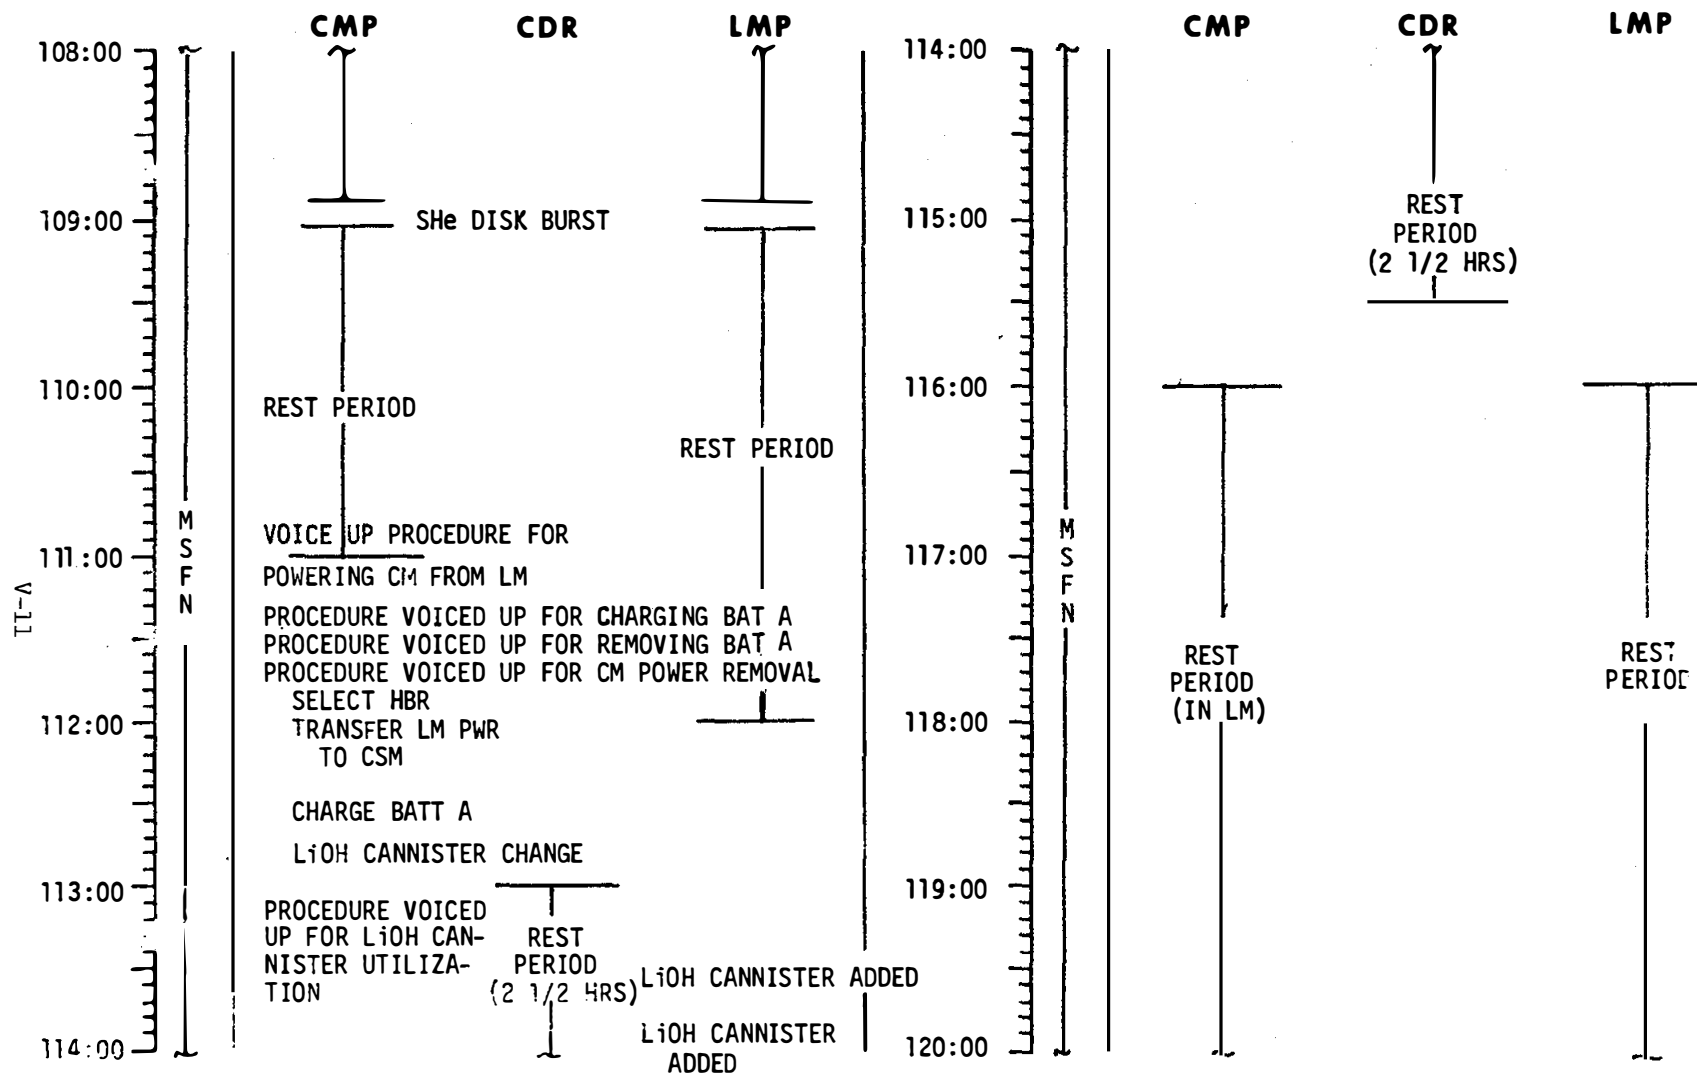 CMP CDR LMP
108:00
109:00
110:00
111:00
112:00
113:00
114:00
MSFN
SHe DISK BURST
REST PERIOD
REST PERIOD
VOICE UP PROCEDURE FOR
POWERING CM FROM LM
PROCEDURE VOICED UP FOR CHARGING BAT A
PROCEDURE VOICED UP FOR REMOVING BAT A
PROCEDURE VOICED UP FOR CM POWER REMOVAL
SELECT HBR
TRANSFER LM PWR
TO CSM
CHARGE BATT A
LiOH CANNISTER CHANGE
PROCEDURE VOICED
UP FOR LiOH CAN-
NISTER UTILIZA-
TION
REST
PERIOD
(2 1/2 HRS)
LiOH CANNISTER ADDED
LiOH CANNISTER
ADDED
CMP CDR LMP
114:00
115:00
116:00
117:00
118:00
119:00
120:00
MSFN
REST
PERIOD
(2 1/2 HRS)
REST
PERIOD
(IN LM)
REST
PERIOD
V-11